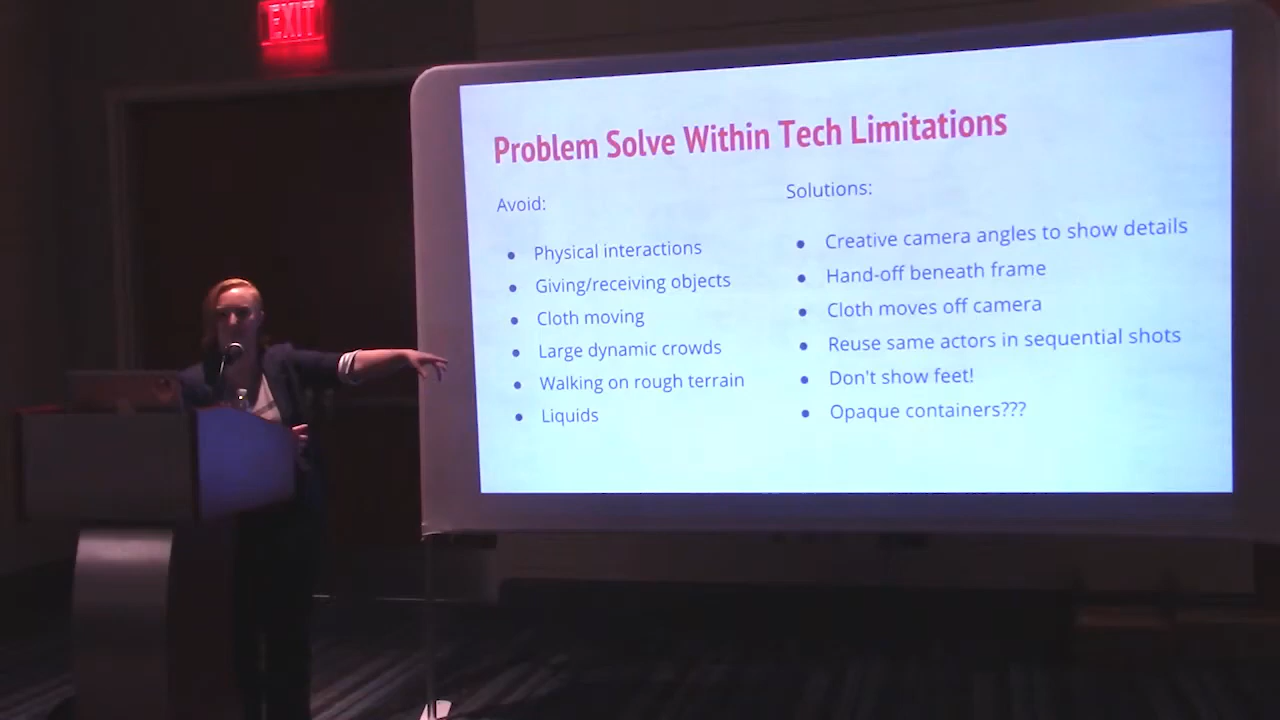 EXIT
Problem Solve Within Tech Limitations
Avoid:
• Physical interactions
• Giving/receiving objects
• Cloth moving
• Large dynamic crowds
• Walking on rough terrain
• Liquids
Solutions:
• Creative camera angles to show details
• Hand-off beneath frame
• Cloth moves off camera
• Reuse same actors in sequential shots
• Don't show feet!
• Opaque containers???